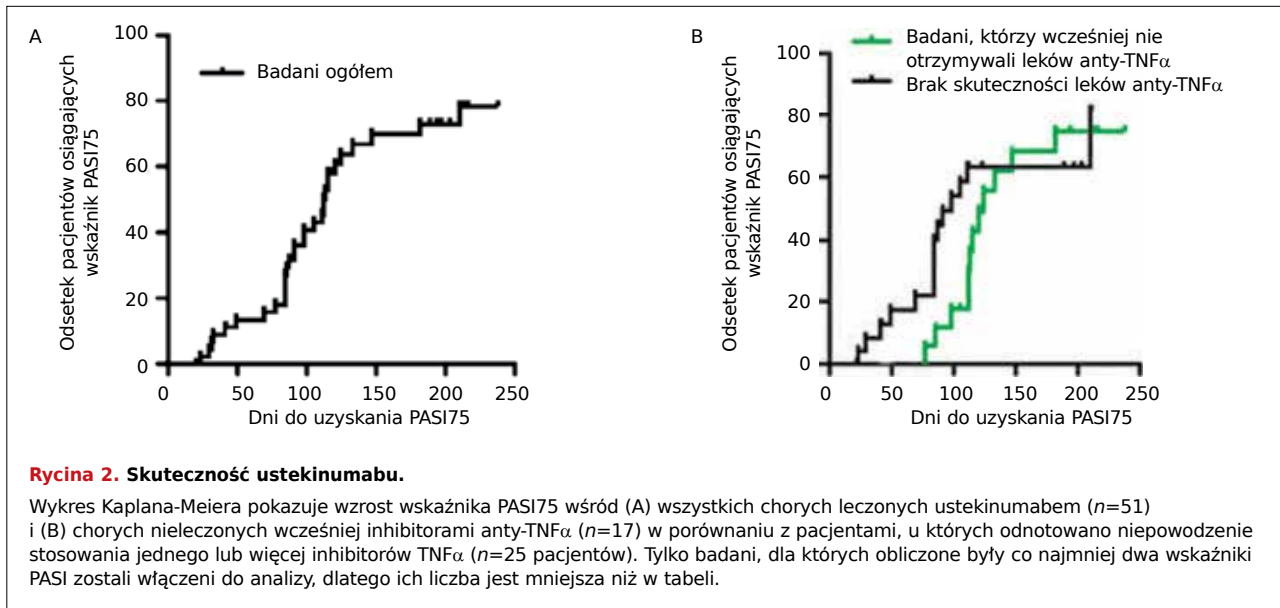 A
100
80
60
40
20
0
Odsetek pacjentów osiągających
wskaźnik PASI75
Badani ogółem
0 50 100 150 200 250
Dni do uzyskania PASI75
B
100
80
60
40
20
0
Odsetek pacjentów osiągających
wskaźnik PASI75
Badani, którzy wcześniej nie
otrzymywali leków anty-TNFα
Brak skuteczności leków anty-TNFα
0 50 100 150 200 250
Dni do uzyskania PASI75
Rycina 2. Skuteczność ustekinumabu.
Wykres Kaplana-Meiera pokazuje wzrost wskaźnika PASI75 wśród (A) wszystkich chorych leczonych ustekinumabem (n=51)
i (B) chorych nieleczonych wcześniej inhibitorami anty-TNFα (n=17) w porównaniu z pacjentami, u których odnotowano niepowodzenie
stosowania jednego lub więcej inhibitorów TNFα (n=25 pacjentów). Tylko badani, dla których obliczone były co najmniej dwa wskaźniki
PASI zostali włączeni do analizy, dlatego ich liczba jest mniejsza niż w tabeli.